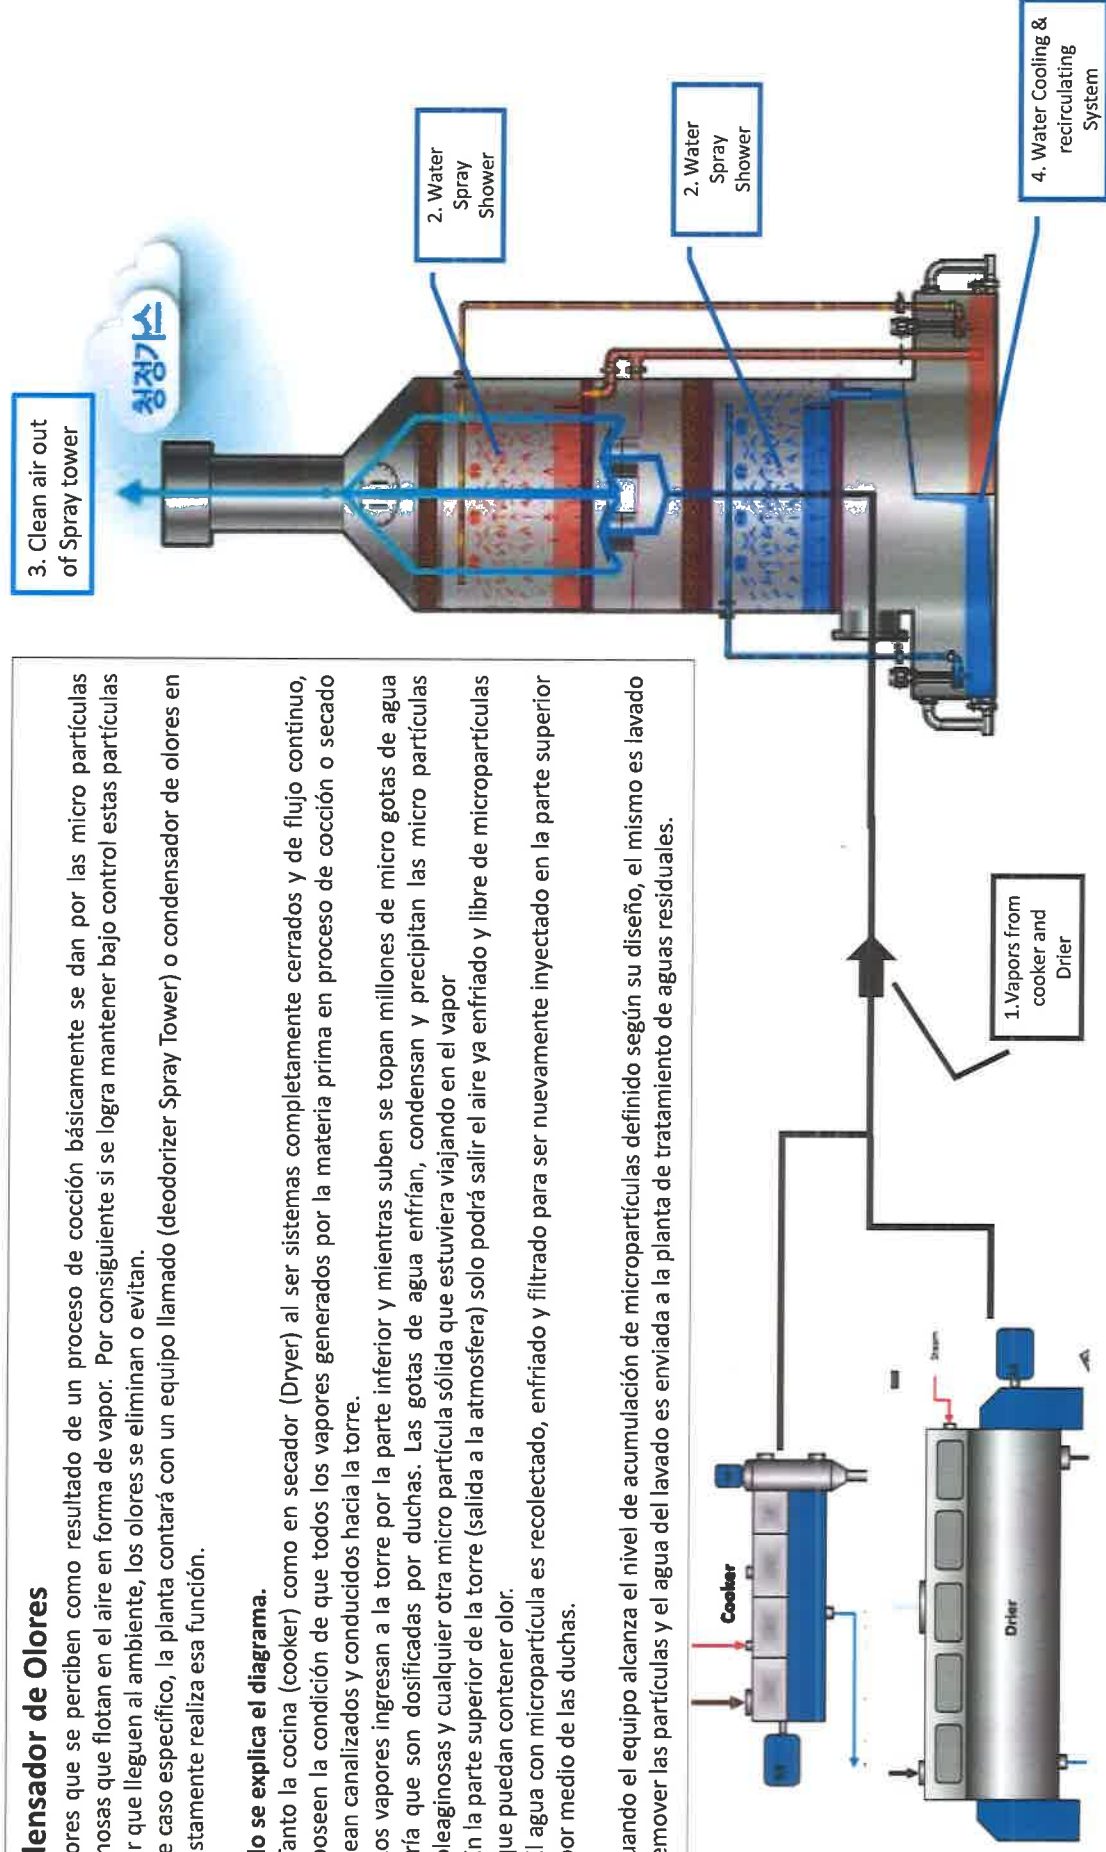 lensador de Olores
ores que se perciben como resultado de un proceso de cocción básicamente se dan por las micro partículas
nosas que flotan en el aire en forma de vapor. Por consiguiente si se logra mantener bajo control estas partículas
r que lleguen al ambiente, los olores se eliminan o evitan.
e caso específico, la planta contará con un equipo llamado (deodorizer Spray Tower) o condensador de olores en
stamente realiza esa función.
lo se explica el diagrama.
anto la cocina (cooker) como en secador (Dryer) al ser sistemas completamente cerrados y de flujo continuo,
poseen la condición de que todos los vapores generados por la materia prima en proceso de cocción o secado
ean canalizados y conducidos hacia la torre.
os vapores ingresan a la torre por la parte inferior y mientras suben se topan millones de micro gotas de agua
ría que son dosificadas por duchas. Las gotas de agua enfrían, condensan y precipitan las micro partículas
oleaginosas y cualquier otra micro partícula sólida que estuviera viajando en el vapor
n la parte superior de la torre (salida a la atmosfera) solo podrá salir el aire ya enfriado y libre de micropartículas
que puedan contener olor.
l agua con micropartícula es recolectado, enfriado y filtrado para ser nuevamente inyectado en la parte superior
por medio de las duchas.
uando el equipo alcanza el nivel de acumulación de micropartículas definido según su diseño, el mismo es lavado
emover las partículas y el agua del lavado es enviada a la planta de tratamiento de aguas residuales.
3. Clean air out
of Spray tower
청정가스
2. Water
Spray
Shower
2. Water
Spray
Shower
4. Water Cooling &
recirculating
System
1.Vapors from
cooker and
Drier
Cooker
M
Steam
Drier